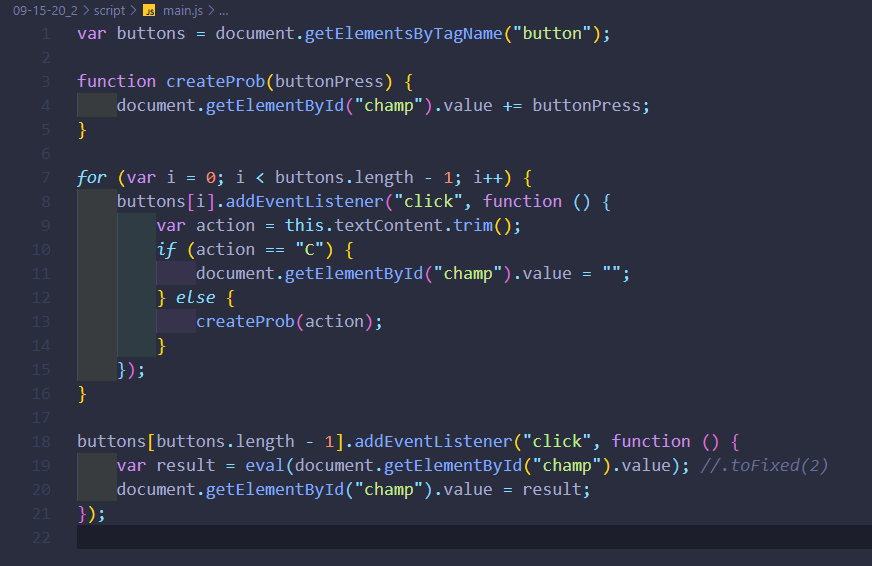 09-15-20_2 > script > JS main.js > ...
1 var buttons = document.getElementsByTagName("button");
2
3 function createProb(buttonPress) {
4     document.getElementById("champ").value += buttonPress;
5 }
6
7 for (var i = 0; i < buttons.length - 1; i++) {
8     buttons[i].addEventListener("click", function () {
9         var action = this.textContent.trim();
10         if (action == "C") {
11             document.getElementById("champ").value = "";
12         } else {
13             createProb(action);
14         }
15     });
16 }
17
18 buttons[buttons.length - 1].addEventListener("click", function () {
19     var result = eval(document.getElementById("champ").value); //.toFixed(2)
20     document.getElementById("champ").value = result;
21 });
22